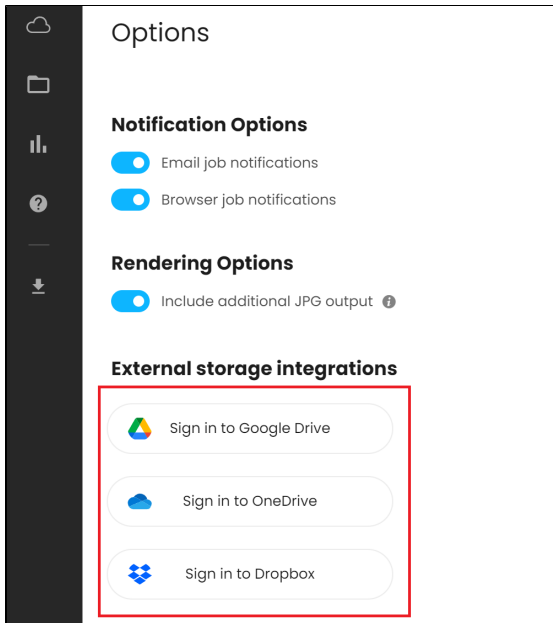 Options
Notification Options
Email job notifications
Browser job notifications
Rendering Options
Include additional JPG output
External storage integrations
Sign in to Google Drive
Sign in to OneDrive
Sign in to Dropbox